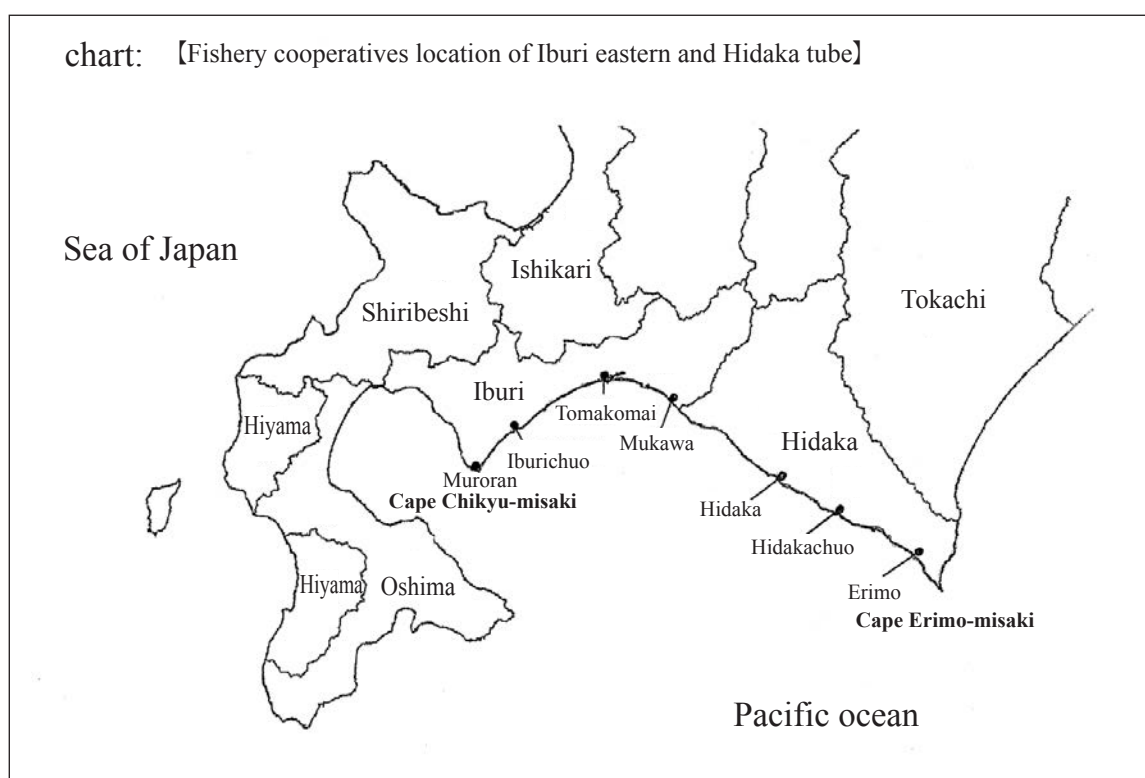 chart: 【Fishery cooperatives location of Iburi eastern and Hidaka tube】
Sea of Japan
Ishikari
Shiribeshi
Tokachi
Iburi
Tomakomai
Hiyama
Mukawa
Hidaka
Iburichuo
Muroran
Cape Chikyu-misaki
Hidaka
Hidakachuo
Hiyama
Oshima
Erimo
Cape Erimo-misaki
Pacific ocean